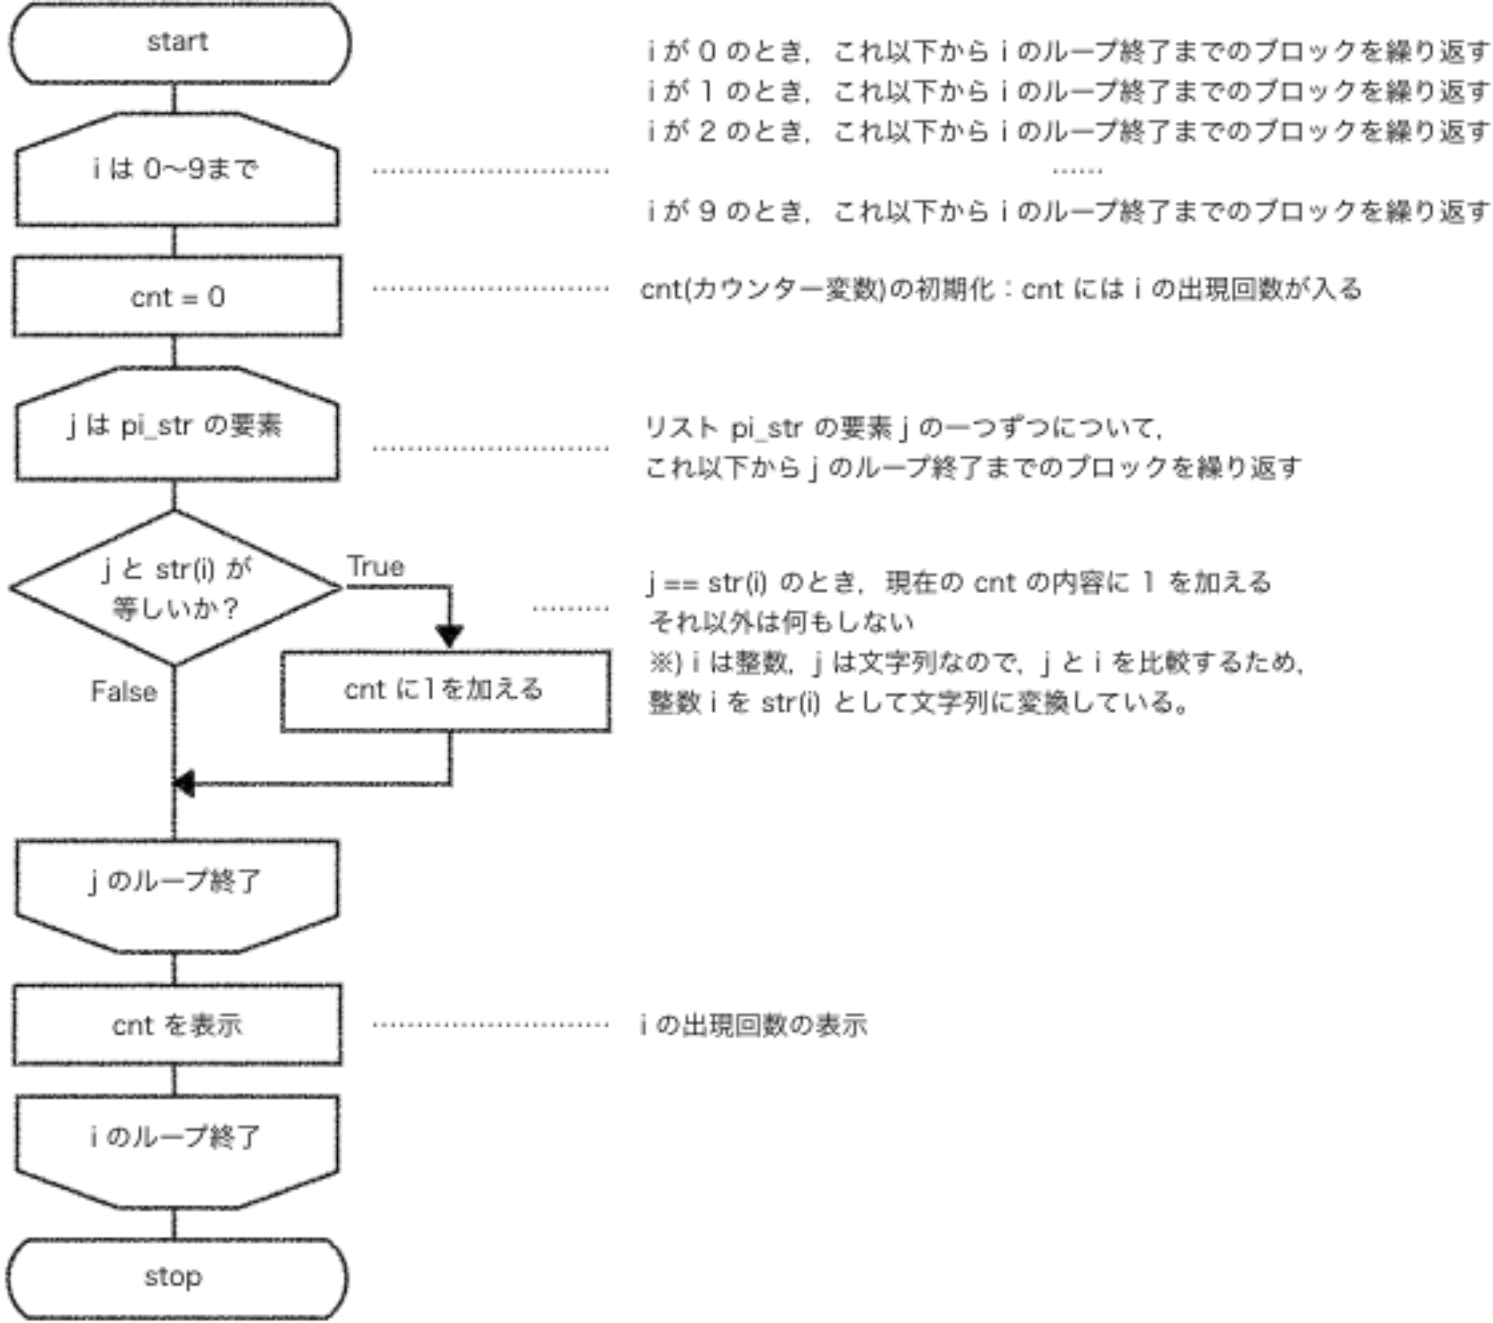 start
i が 0 のとき，これ以下から i のループ終了までのブロックを繰り返す
i が 1 のとき，これ以下から i のループ終了までのブロックを繰り返す
i が 2 のとき，これ以下から i のループ終了までのブロックを繰り返す
i は 0〜9まで
……
i が 9 のとき，これ以下から i のループ終了までのブロックを繰り返す
cnt = 0
cnt(カウンター変数)の初期化：cnt には i の出現回数が入る
j は pi_str の要素
リスト pi_str の要素 j の一つずつについて，
これ以下から j のループ終了までのブロックを繰り返す
j と str(i) が
等しいか？
True
False
cnt に1を加える
j == str(i) のとき，現在の cnt の内容に 1 を加える
それ以外は何もしない
※) i は整数，j は文字列なので，j と i を比較するため，
整数 i を str(i) として文字列に変換している。
j のループ終了
cnt を表示
i の出現回数の表示
i のループ終了
stop